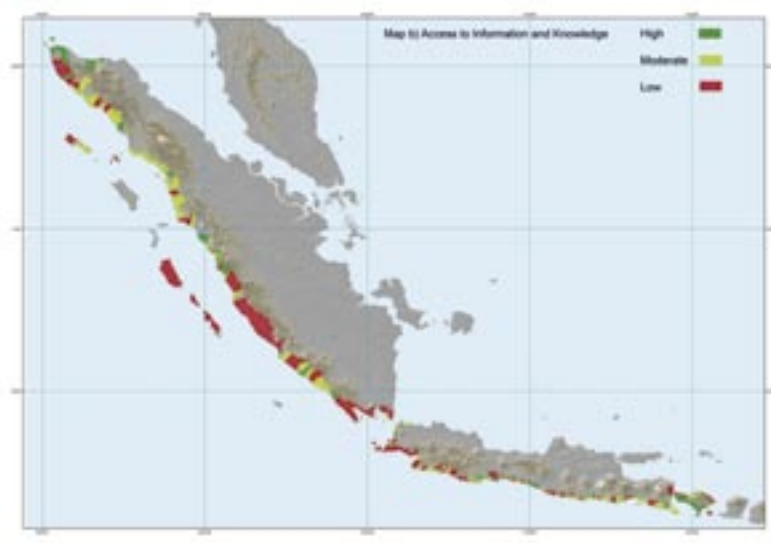 Map b) Access to Information and Knowledge
High
Moderate
Low